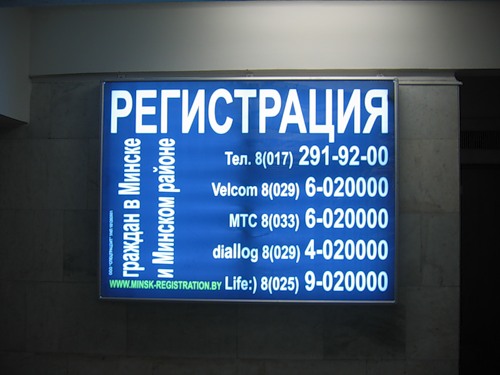 РЕГИСТРАЦИЯ
граждан в Минске
и Минском районе
Тел. 8(017) 291-92-00
Velcom 8(029) 6-020000
МТС 8(033) 6-020000
diallog 8(029) 4-020000
Life:) 8(025) 9-020000
WWW.MINSK-REGISTRATION.BY